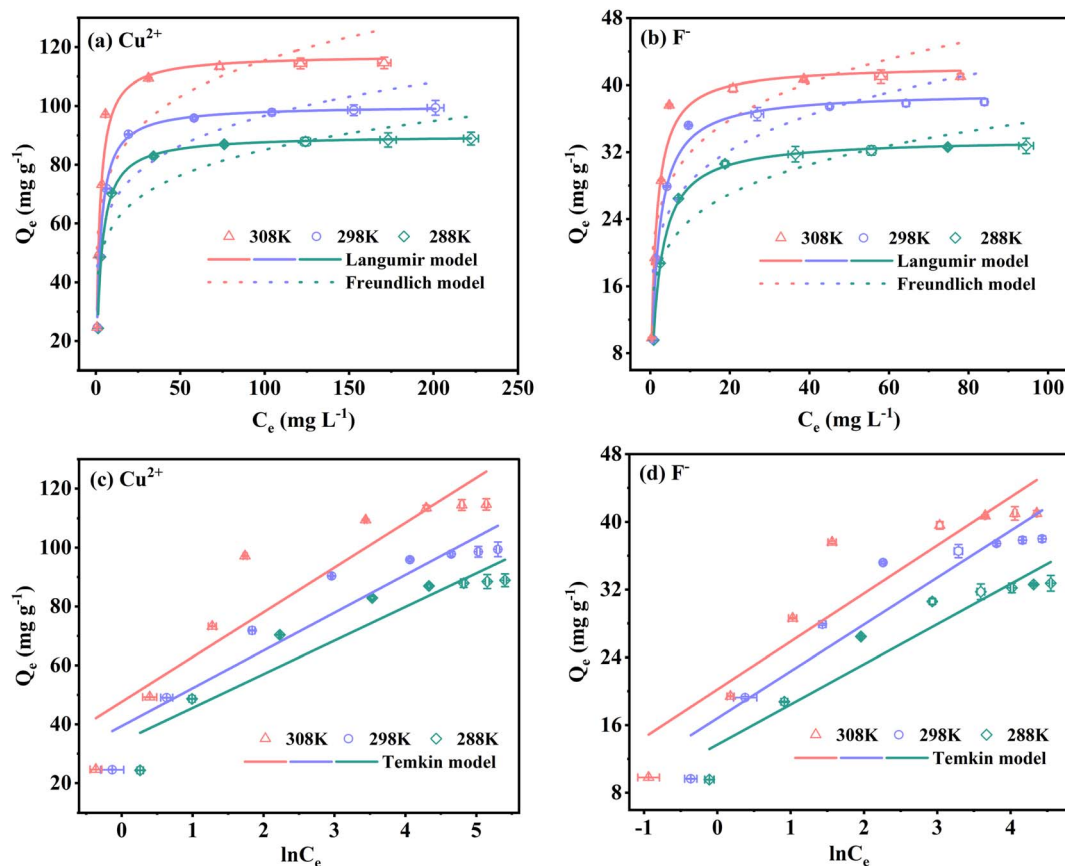 (a) Cu²⁺
120
100
80
60
40
20
Qₑ (mg g⁻¹)
308K 298K 288K
Langumir model
Freundlich model
0 50 100 150 200 250
Cₑ (mg L⁻¹)
(b) F⁻
48
40
32
24
16
8
Qₑ (mg g⁻¹)
308K 298K 288K
Langumir model
Freundlich model
0 20 40 60 80 100
Cₑ (mg L⁻¹)
(c) Cu²⁺
120
100
80
60
40
20
Qₑ (mg g⁻¹)
308K 298K 288K
Temkin model
0 1 2 3 4 5
lnCₑ
(d) F⁻
48
40
32
24
16
8
Qₑ (mg g⁻¹)
308K 298K 288K
Temkin model
-1 0 1 2 3 4
lnCₑ